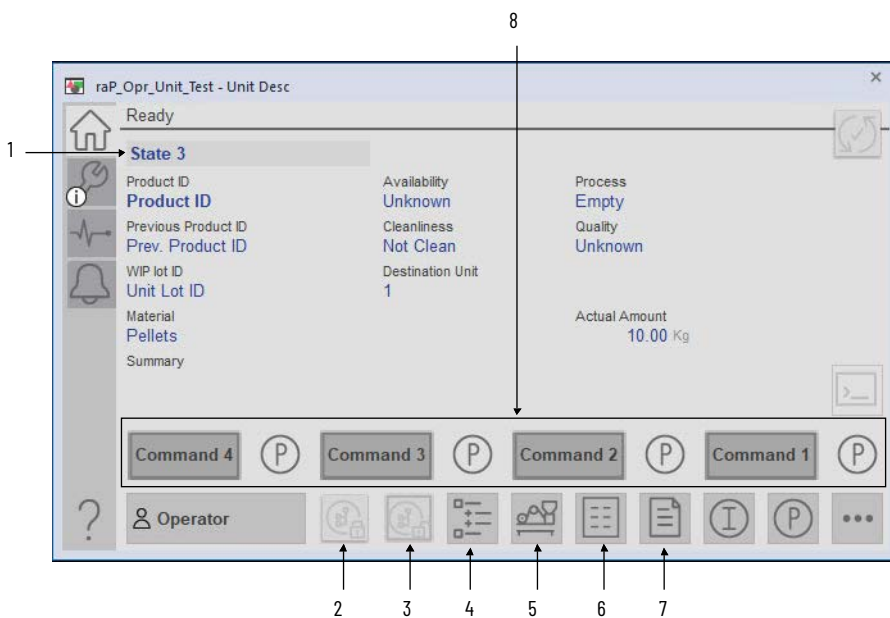 8
raP_Opr_Unit_Test - Unit Desc
Ready
1
State 3
Product ID Availability Process
Product ID Unknown Empty
Previous Product ID Cleanliness Quality
Prev. Product ID Not Clean Unknown
WIP lot ID Destination Unit
Unit Lot ID 1
Material Actual Amount
Pellets 10.00 Kg
Summary
Command 4 P Command 3 P Command 2 P Command 1 P
? Operator I P
2 3 4 5 6 7